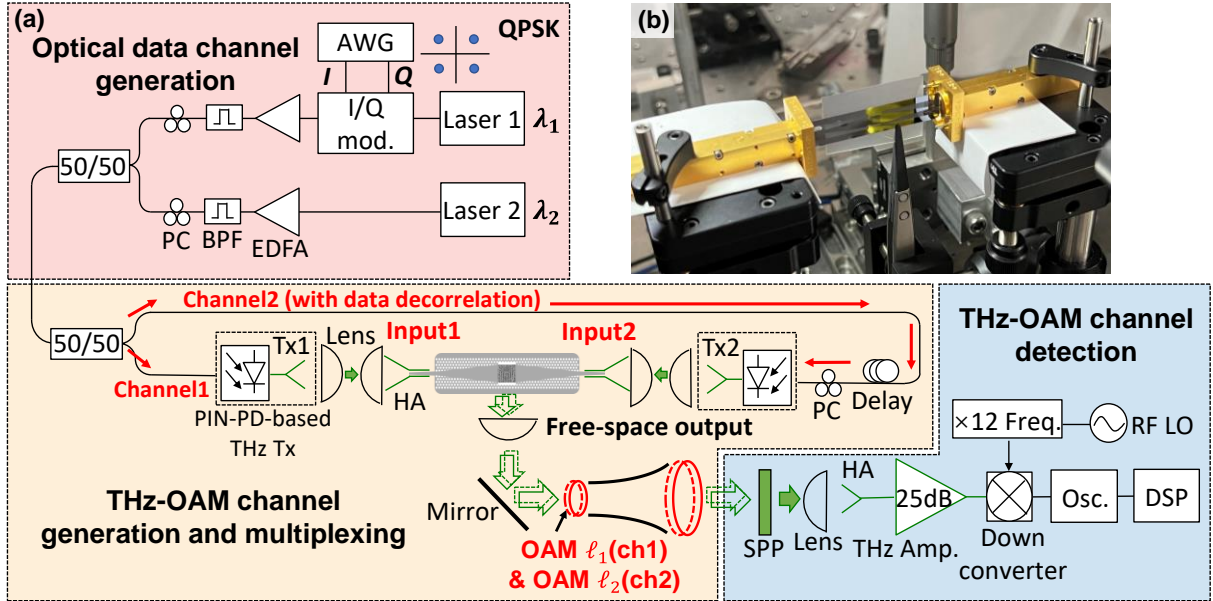 (a)
Optical data channel
generation
AWG
QPSK
I
Q
I/Q
mod.
Laser 1
λ1
50/50
Laser 2
λ2
PC
BPF
EDFA
(b)
Channel2 (with data decorrelation)
50/50
Channel1
Tx1
Lens
Input1
Input2
Tx2
HA
PC
Delay
PIN-PD-based
THz Tx
Free-space output
THz-OAM channel
generation and multiplexing
Mirror
OAM ℓ1(ch1)
& OAM ℓ2(ch2)
THz-OAM channel
detection
×12 Freq.
RF LO
HA
25dB
Osc.
DSP
SPP
Lens
THz Amp.
Down
converter